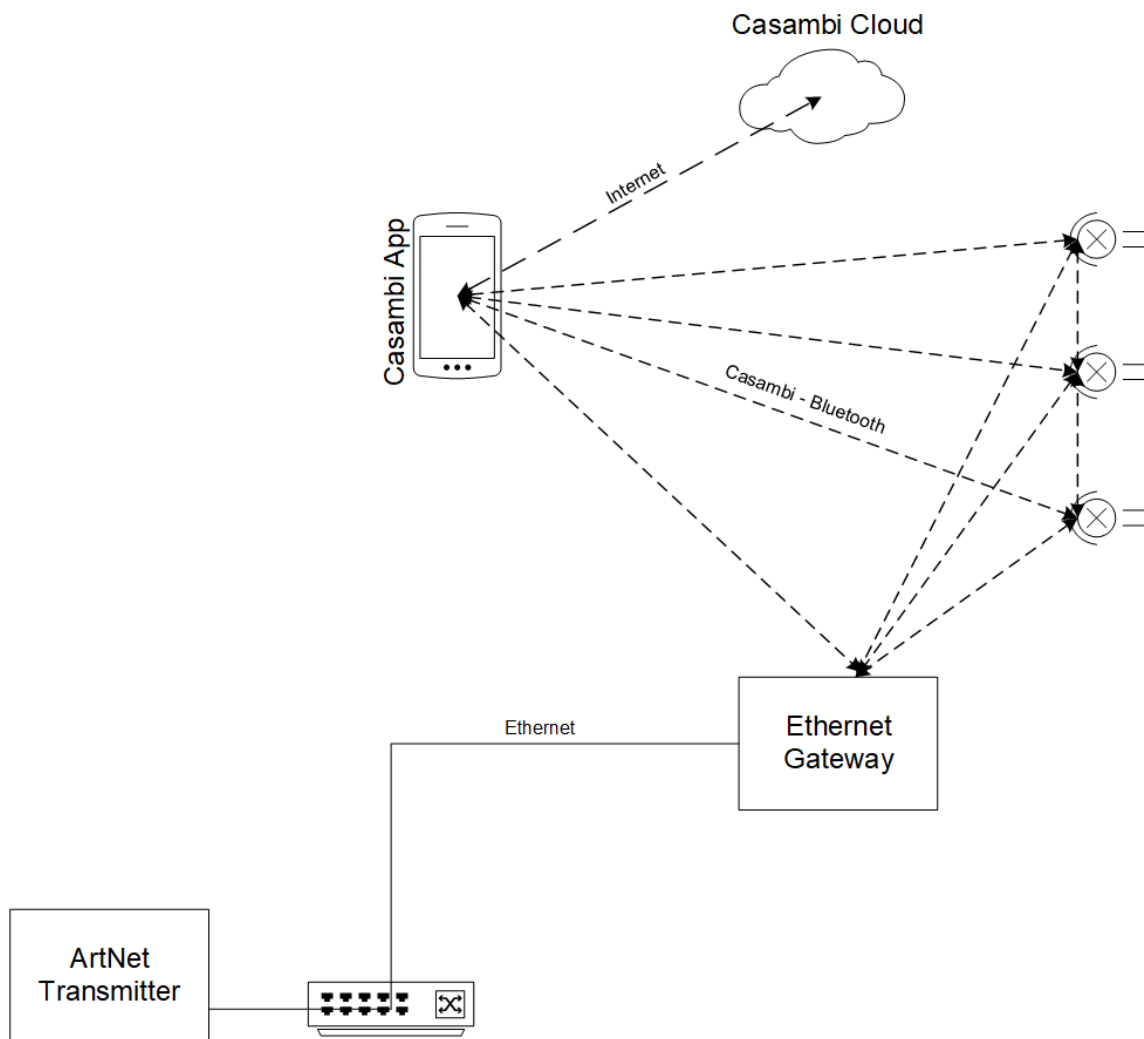 Casambi Cloud
Internet
Casambi App
Casambi - Bluetooth
Ethernet
Gateway
Ethernet
ArtNet
Transmitter